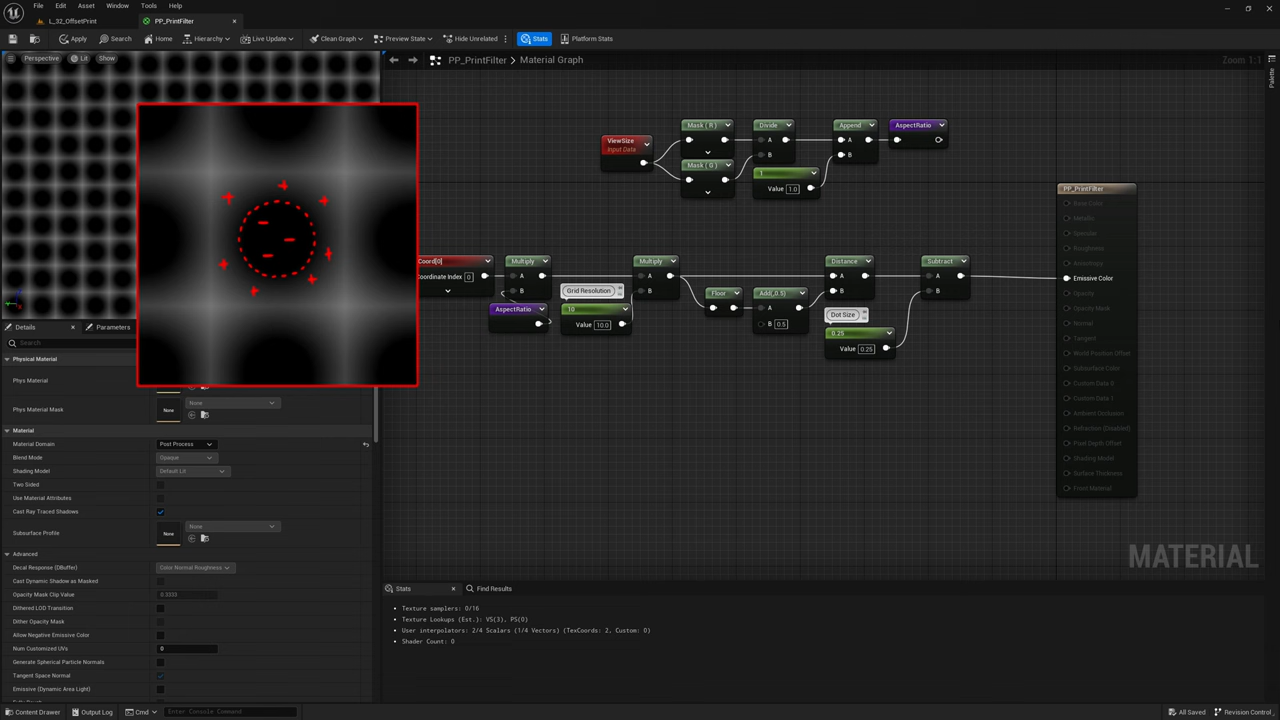 File Edit Asset Window Tools Help
L_32_OffsetPrint
PP_PrintFilter
Apply
Search
Home
Hierarchy
Live Update
Clean Graph
Preview State
Hide Unrelated
Stats
Platform Stats
Perspective
Lit
Show
PP_PrintFilter > Material Graph
Zoom 1:1
Palette
ViewSize
Input Data
Mask ( R )
Mask ( G )
Divide
A
B
1
Value 1.0
Append
A
B
AspectRatio
Coord[0]
Coordinate Index 0
Multiply
A
B
AspectRatio
Grid Resolution
10
Value 10.0
Multiply
A
B
Floor
Add(,0.5)
A
B 0.5
Distance
A
B
Dot Size
0.25
Value 0.25
Subtract
A
B
PP_PrintFilter
Base Color
Metallic
Specular
Roughness
Anisotropy
Emissive Color
Opacity
Opacity Mask
Normal
Tangent
World Position Offset
Subsurface Color
Custom Data 0
Custom Data 1
Ambient Occlusion
Refraction (Disabled)
Pixel Depth Offset
Shading Model
Surface Thickness
Front Material
MATERIAL
Details
Parameters
Search
Physical Material
Phys Material
Phys Material Mask
None
None
Material
Material Domain
Post Process
Blend Mode
Opaque
Shading Model
Default Lit
Two Sided
Use Material Attributes
Cast Ray Traced Shadows
Subsurface Profile
None
None
Advanced
Decal Response (DBuffer)
Color Normal Roughness
Cast Dynamic Shadow as Masked
Opacity Mask Clip Value
0.3333
Dithered LOD Transition
Dither Opacity Mask
Allow Negative Emissive Color
Num Customized UVs
0
Generate Spherical Particle Normals
Tangent Space Normal
Emissive (Dynamic Area Light)
Stats
Find Results
Texture samplers: 0/16
Texture Lookups (Est.): VS(3), PS(0)
User interpolators: 2/4 Scalars (1/4 Vectors) (TexCoords: 2, Custom: 0)
Shader Count: 0
Content Drawer
Output Log
Cmd
Enter Console Command
All Saved
Revision Control